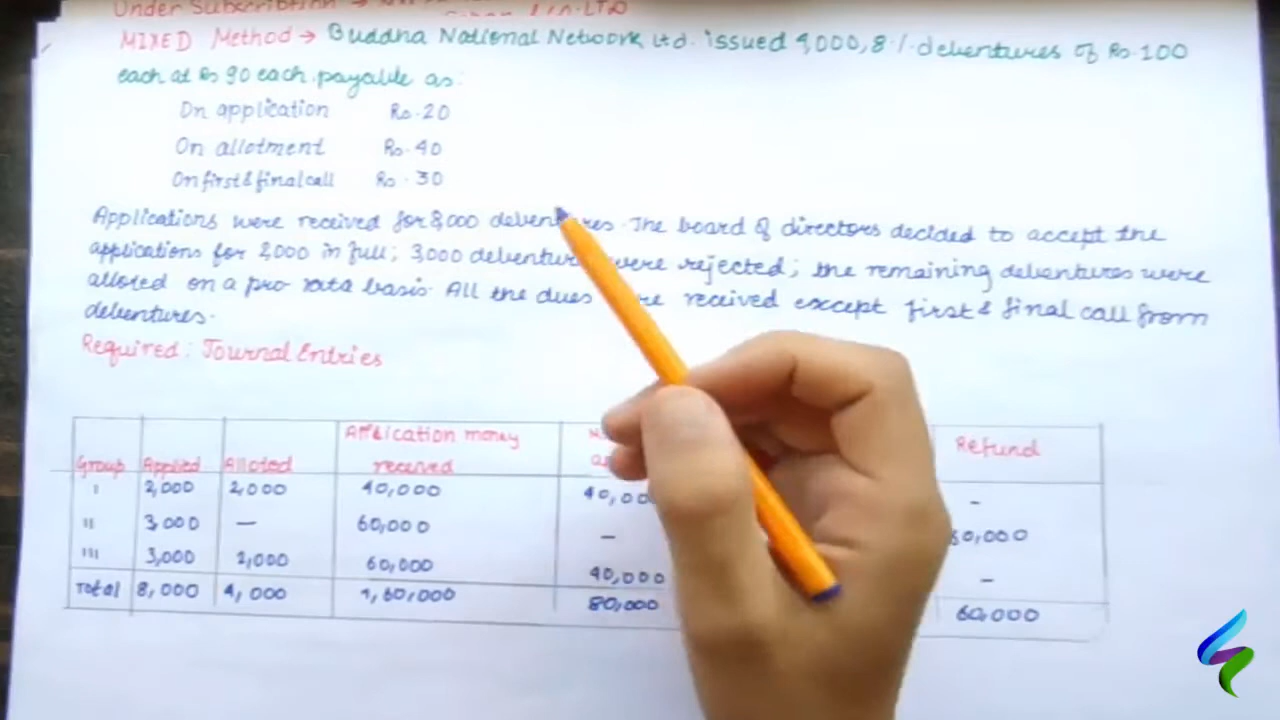 Under Subscription →
LTD
MIXED Method → Buddha National Network Ltd. issued 4,000, 8% debentures of Rs. 100
each at Rs 90 each payable as:
On application Rs. 20
On allotment Rs. 40
On first & final call Rs. 30
Applications were received for 8,000 debentures. The board of directors decided to accept the
applications for 2,000 in full; 3,000 debentur were rejected; the remaining debentures were
alloted on a pro rata basis. All the dues re received except first & final call from
debentures.
Required: Journal Entries
Group Applied Alloted Application money received Refund
I 2,000 2,000 40,000 40,000 -
II 3,000 — 60,000 - 60,000
III 3,000 2,000 60,000 40,000 -
Total 8,000 4,000 1,60,000 80,000 60,000